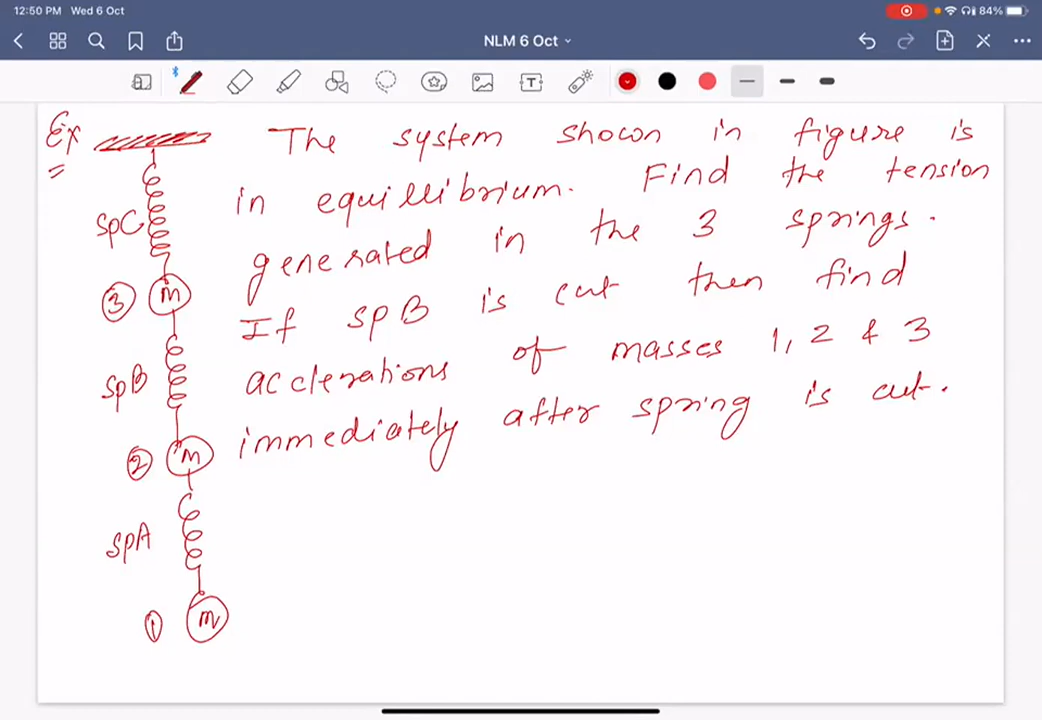 12:50 PM Wed 6 Oct
84%
NLM 6 Oct
Ex The system shown in figure is
in equillibrium. Find the tension
generated in the 3 springs.
If spB is cut then find
acclerations of masses 1, 2 & 3
immediately after spring is cut.
spC
3 m
spB
2 m
spA
1 m